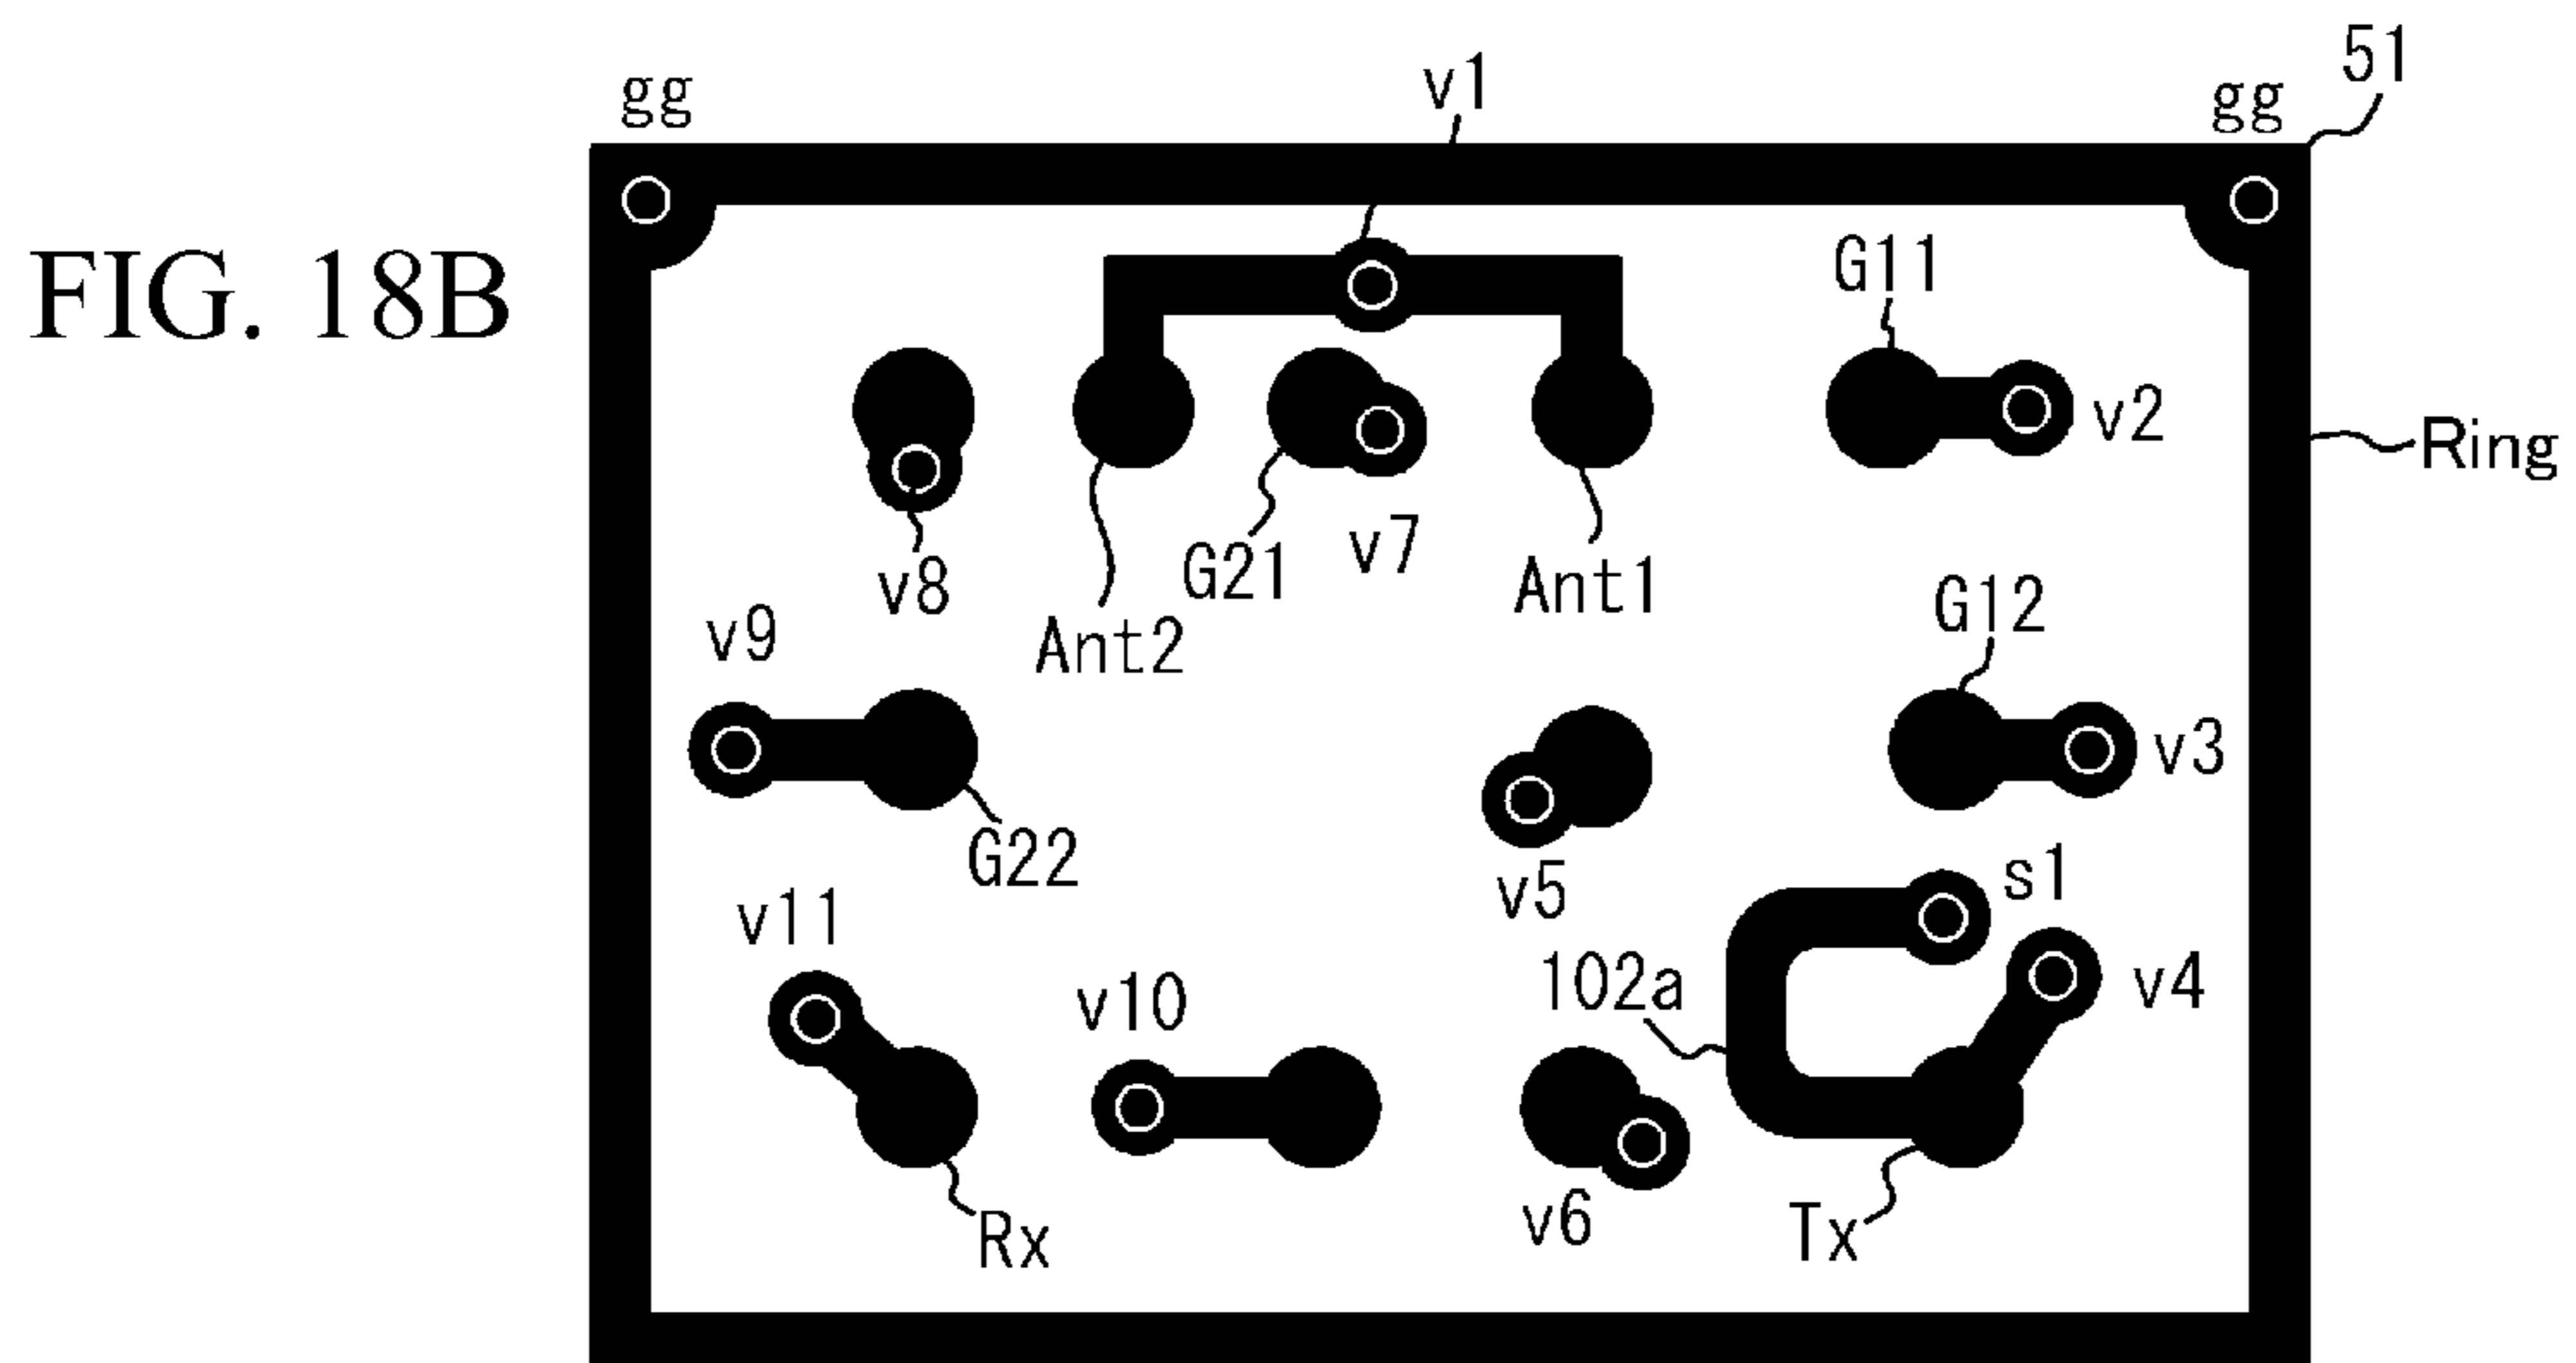 51
gg
v1
gg
G11
FIG. 18B
v2
Ring
v8
G21
v7
Ant1
v9
Ant2
G12
v3
G22
v5
s1
v11
v10
102a
v4
v6
Tx
Rx